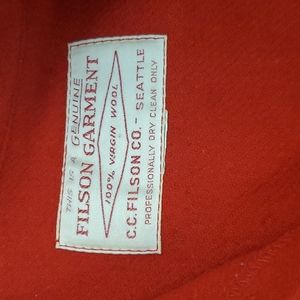 THIS IS A GENUINE
FILSON GARMENT
100% VIRGIN WOOL
C.C. FILSON CO. - SEATTLE
PROFESSIONALLY DRY CLEAN ONLY